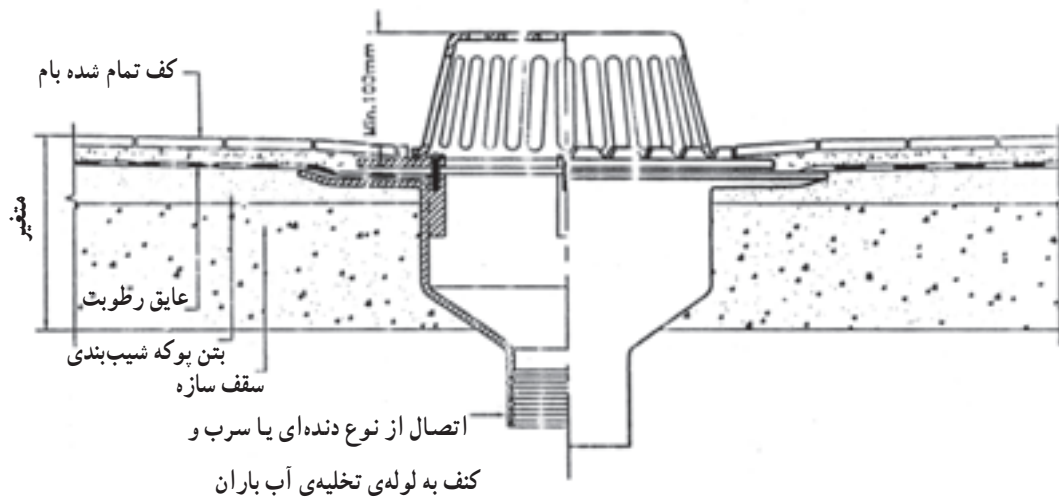 Min.100mm
کف تمام شده بام
متغیر
عایق رطوبت
بتن پوکه شیب‌بندی
سقف سازه
اتصال از نوع دنده‌ای یا سرب و
کنف به لوله‌ی تخلیه‌ی آب باران